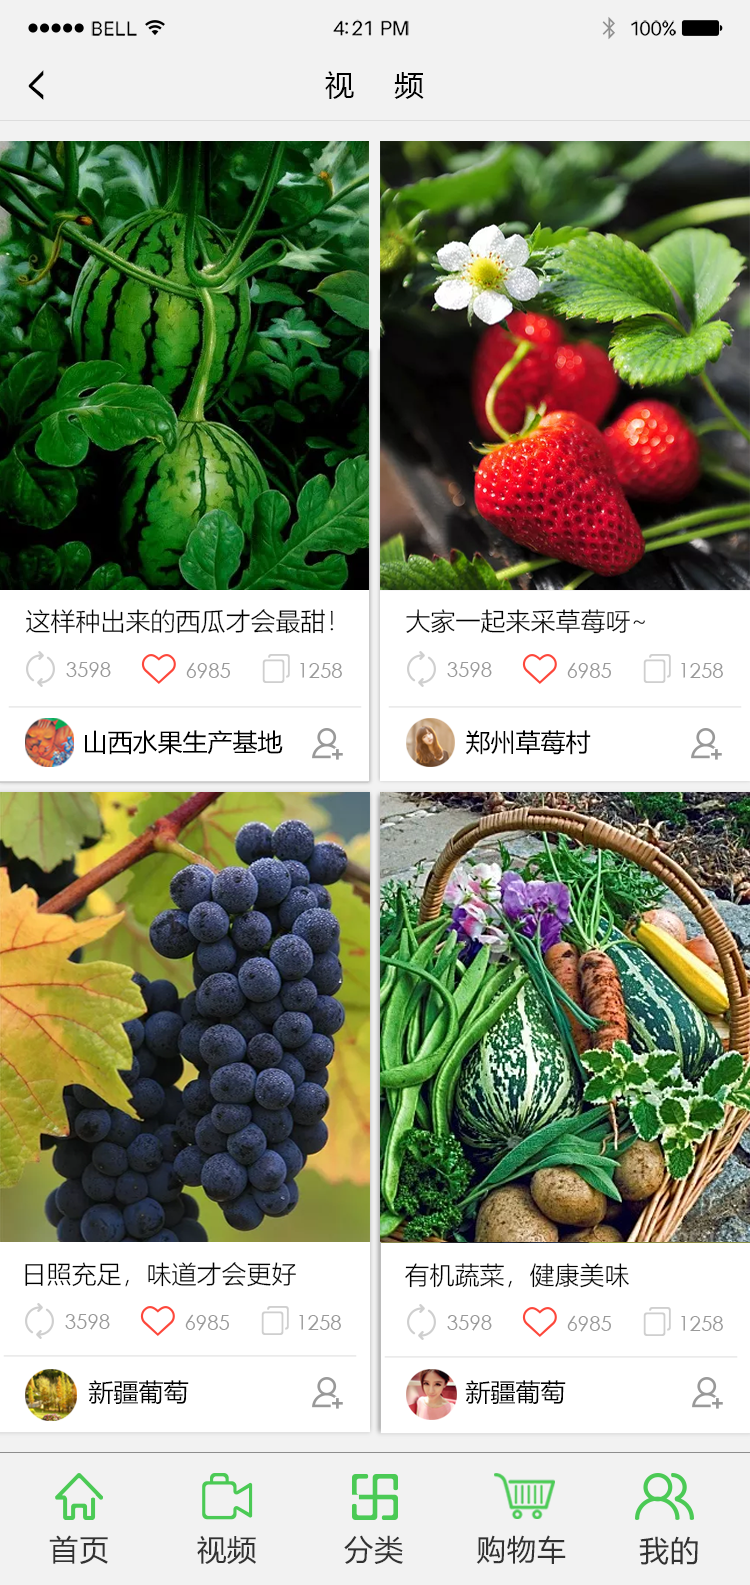 BELL 4:21 PM 100%
视 频
这样种出来的西瓜才会最甜！
3598 6985 1258
山西水果生产基地
大家一起来采草莓呀~
3598 6985 1258
郑州草莓村
日照充足，味道才会更好
3598 6985 1258
新疆葡萄
有机蔬菜，健康美味
3598 6985 1258
新疆葡萄
首页 视频 分类 购物车 我的